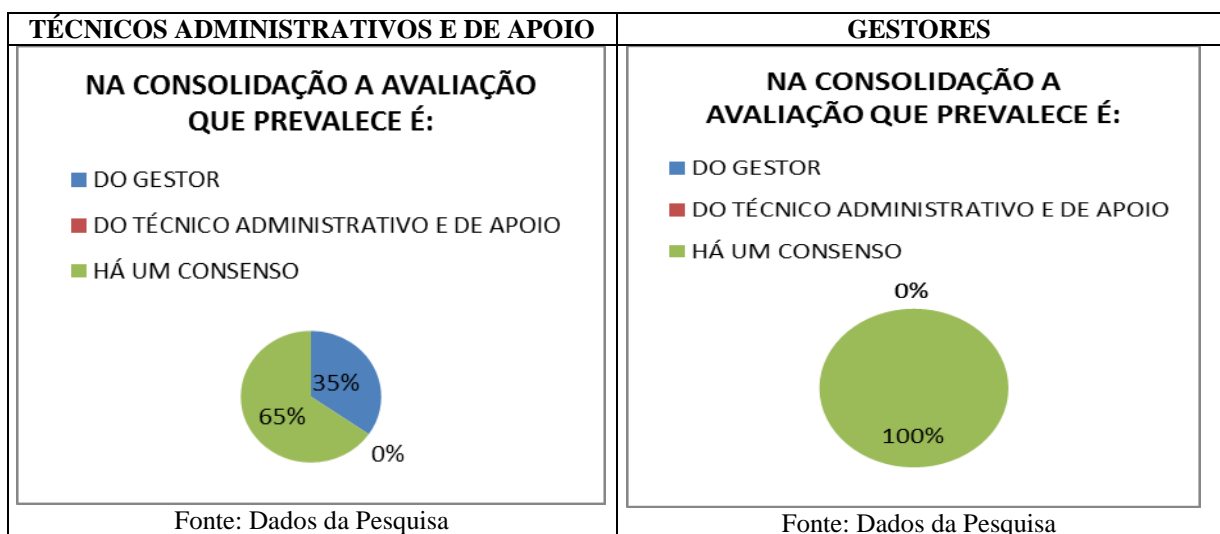 TÉCNICOS ADMINISTRATIVOS E DE APOIO
NA CONSOLIDAÇÃO A AVALIAÇÃO
QUE PREVALECE É:
DO GESTOR
DO TÉCNICO ADMINISTRATIVO E DE APOIO
HÁ UM CONSENSO
35%
65%
0%
Fonte: Dados da Pesquisa
GESTORES
NA CONSOLIDAÇÃO A
AVALIAÇÃO QUE PREVALECE É:
DO GESTOR
DO TÉCNICO ADMINISTRATIVO E DE APOIO
HÁ UM CONSENSO
0%
100%
Fonte: Dados da Pesquisa